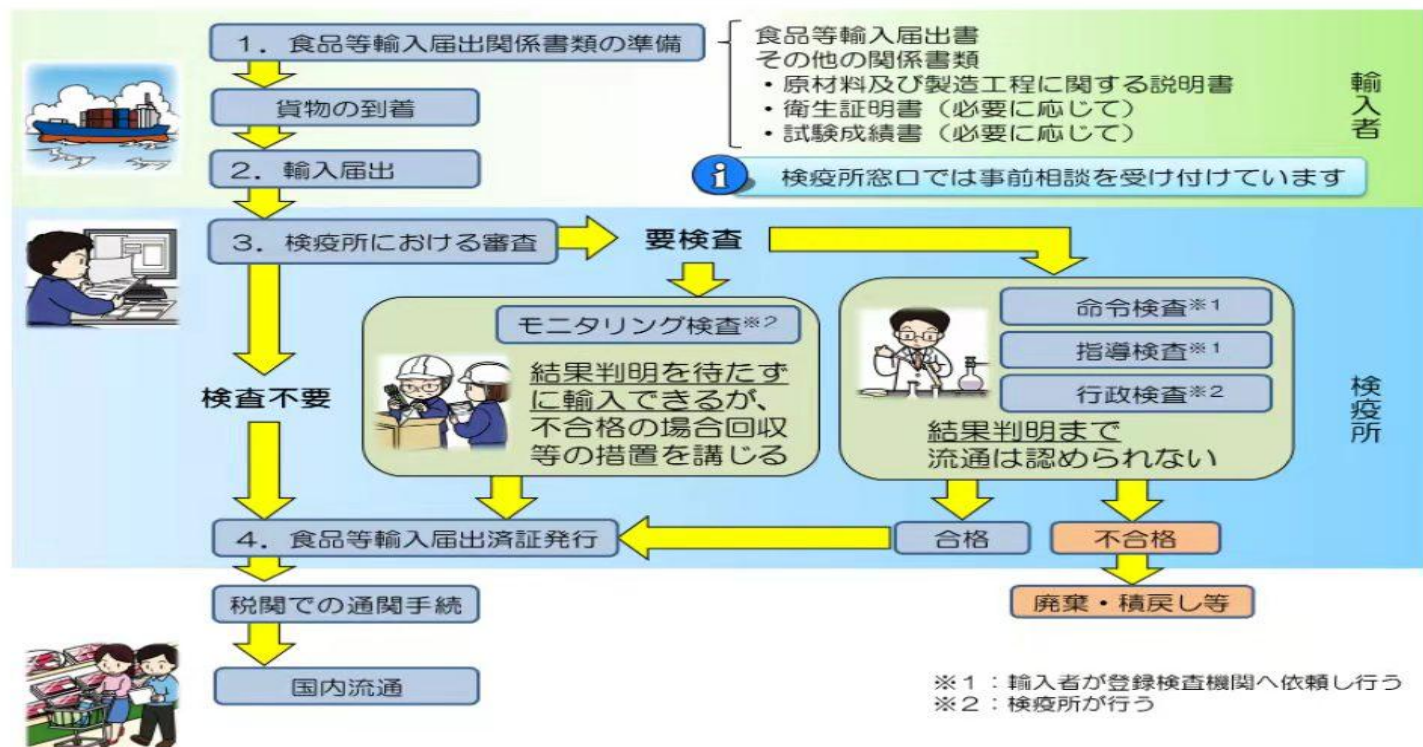 1．食品等輸入届出関係書類の準備
食品等輸入届出書
その他の関係書類
・原材料及び製造工程に関する説明書
・衛生証明書（必要に応じて）
・試験成績書（必要に応じて）
輸入者
貨物の到着
2．輸入届出
i
検疫所窓口では事前相談を受け付けています
3．検疫所における審査
要検査
検査不要
モニタリング検査※2
結果判明を待たず
に輸入できるが、
不合格の場合回収
等の措置を講じる
命令検査※1
指導検査※1
行政検査※2
結果判明まで
流通は認められない
検疫所
4．食品等輸入届出済証発行
合格
不合格
税関での通関手続
廃棄・積戻し等
国内流通
※1：輸入者が登録検査機関へ依頼し行う
※2：検疫所が行う